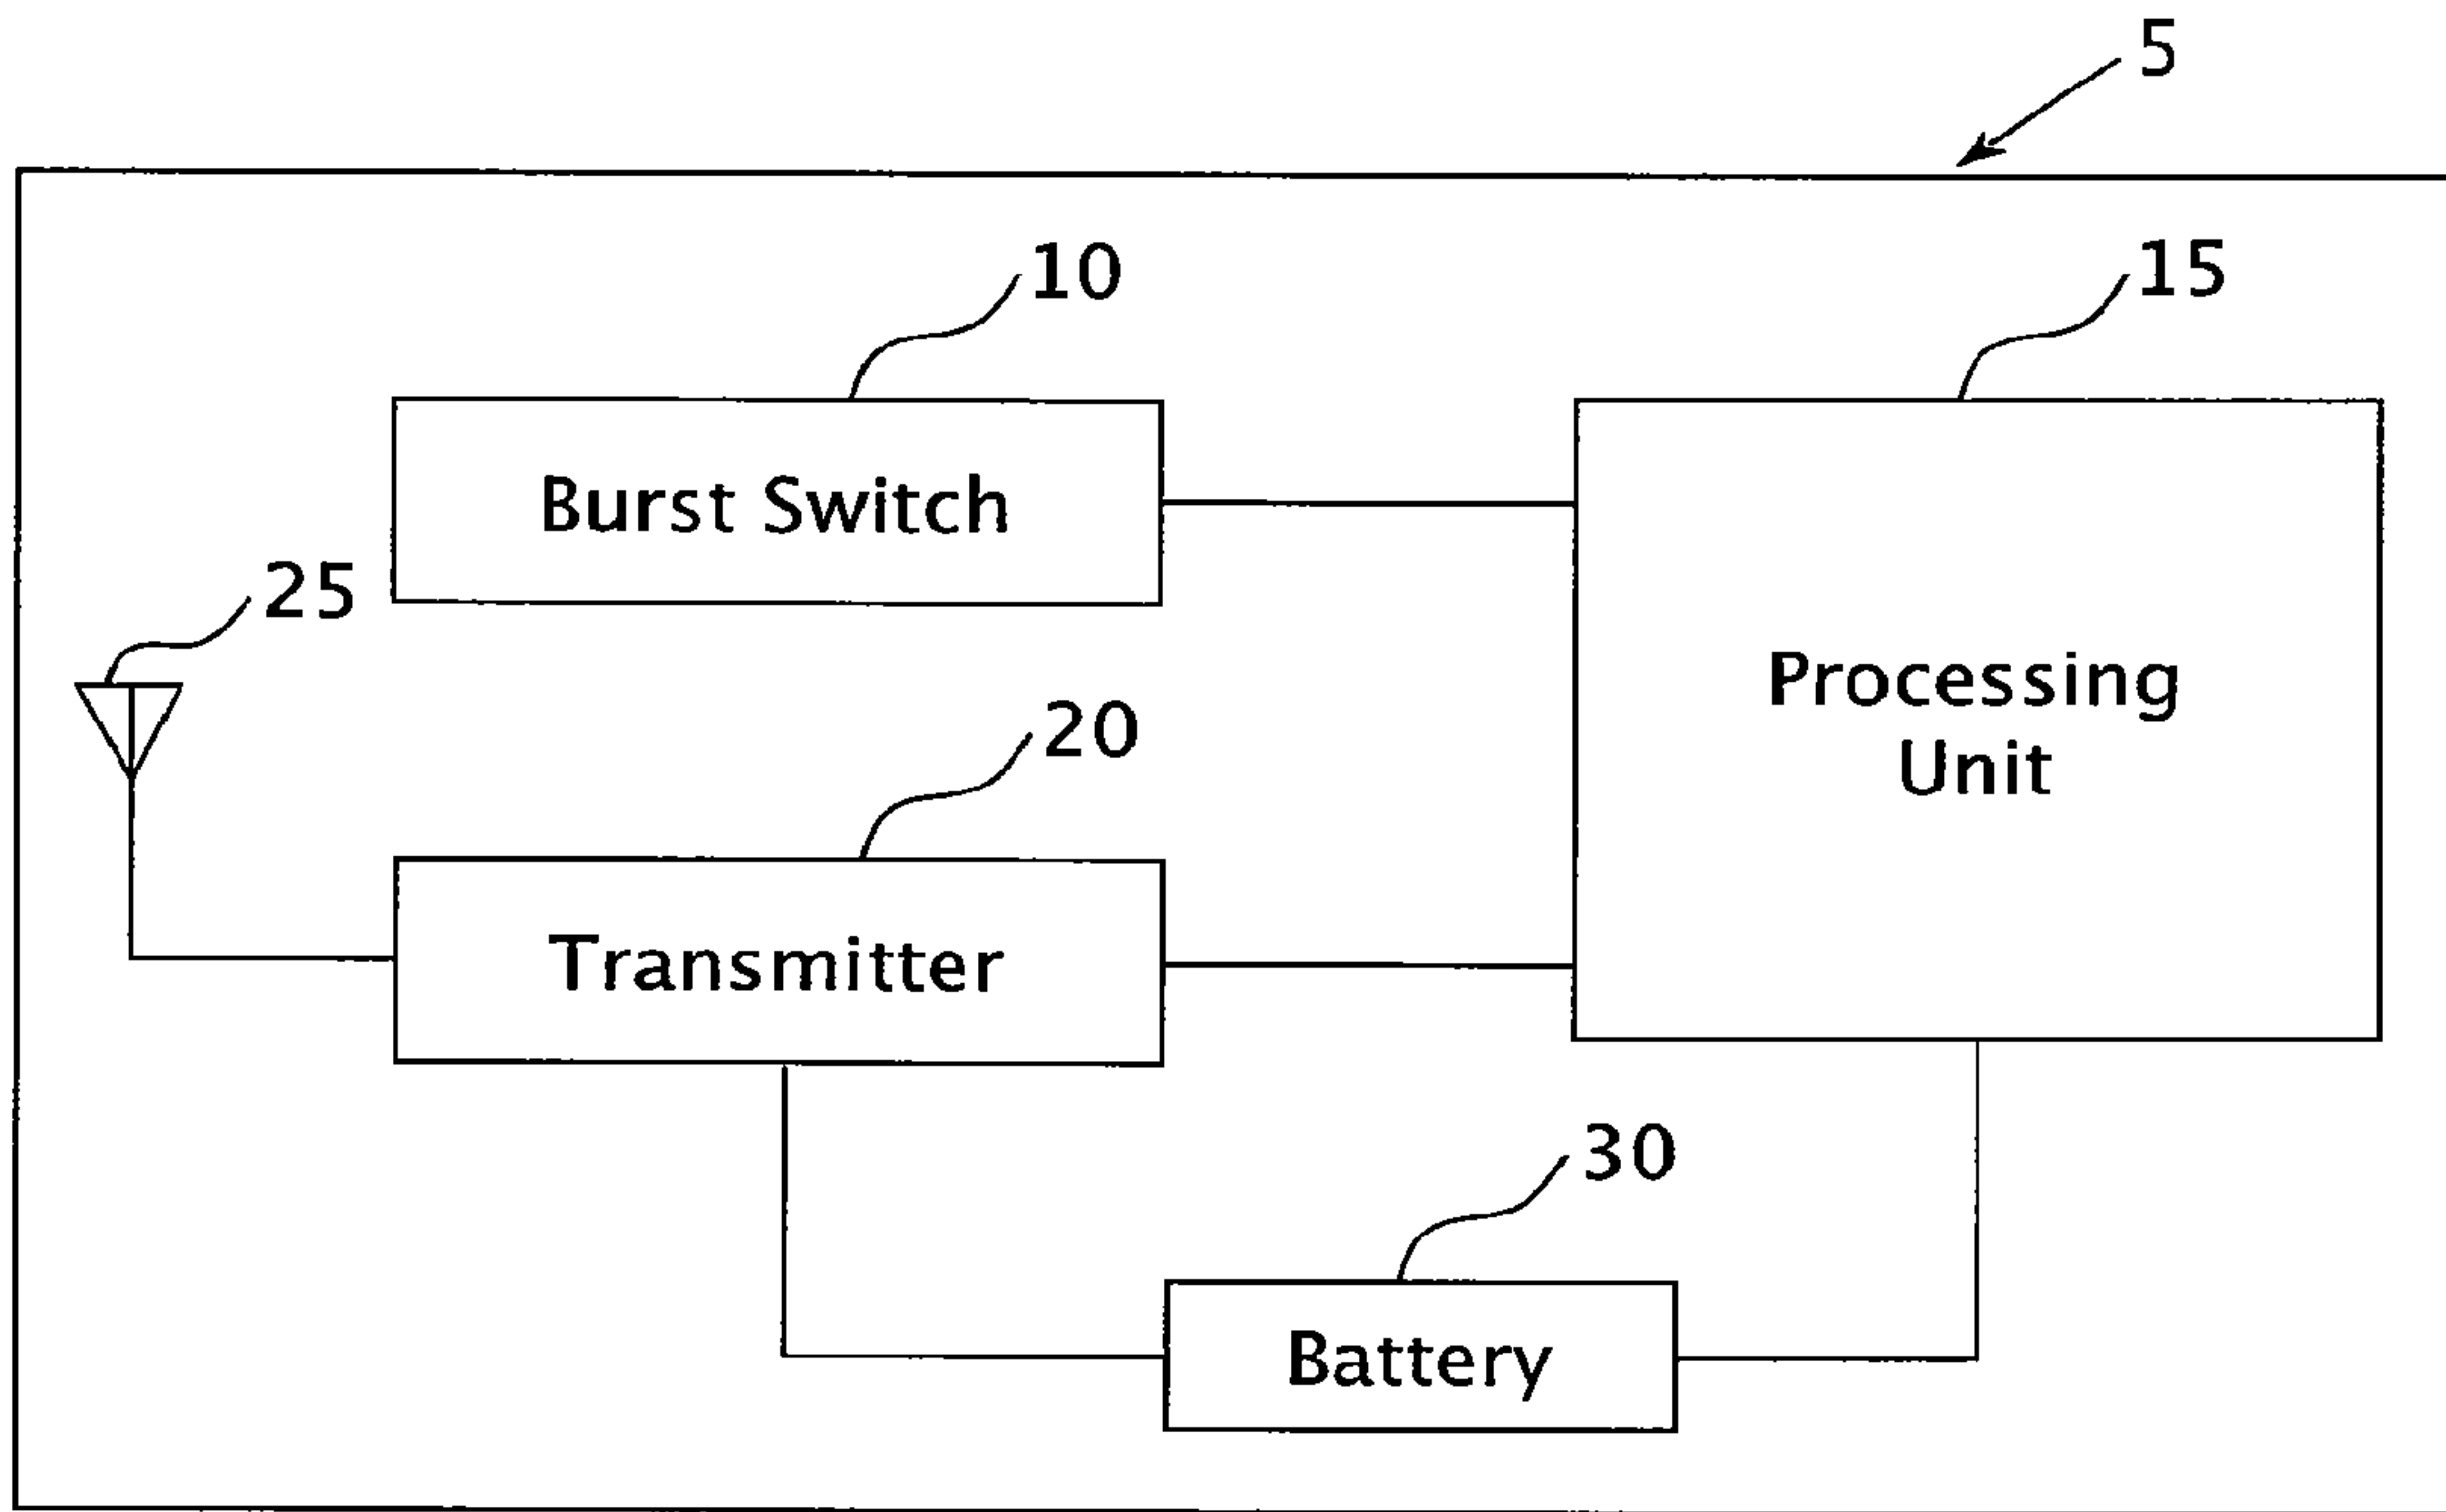 5
10
15
Burst Switch
25
Processing
Unit
20
Transmitter
30
Battery